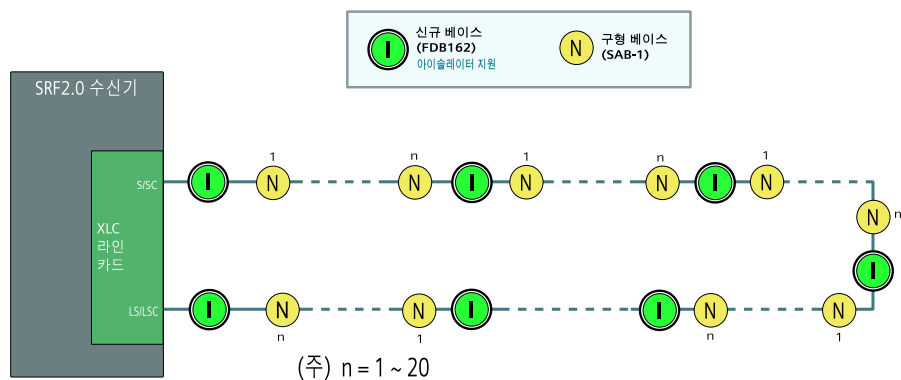 신규 베이스
(FDB162)
아이솔레이터 지원
구형 베이스
(SAB-1)
I
N
SRF2.0 수신기
S/SC
XLC
라인
카드
LS/LSC
I
1
N
n
N
I
1
N
n
N
I
1
N
N
n
I
I
N
n
N
1
I
I
N
n
N
1
(주) n = 1 ~ 20